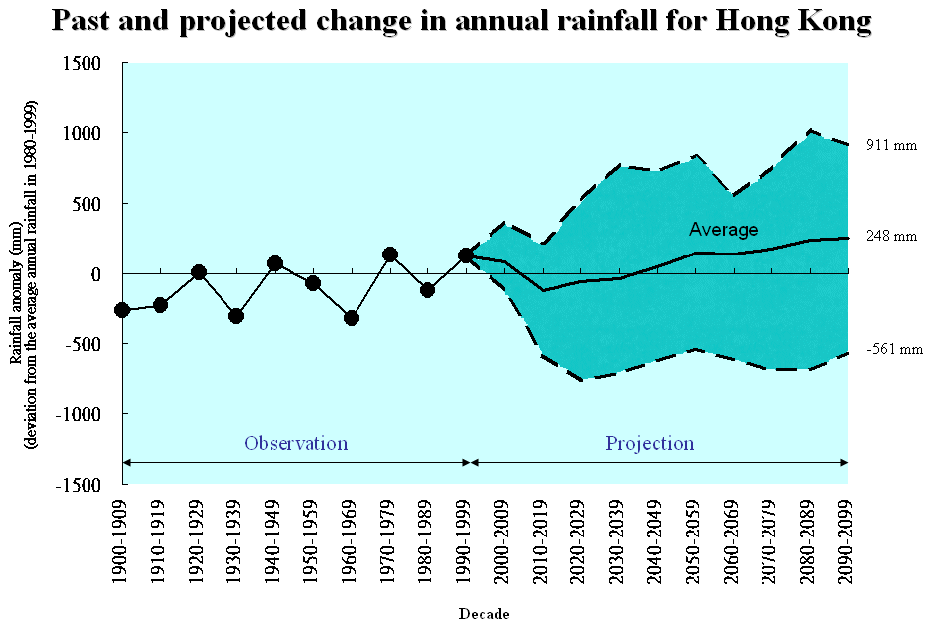 Past and projected change in annual rainfall for Hong Kong
Rainfall anomoly (mm)
(deviation from the average annual rainfall in 1980-1999)
1500
1000
500
0
-500
-1000
-1500
911 mm
Average
248 mm
-561 mm
Observation
Projection
1900-1909
1910-1919
1920-1929
1930-1939
1940-1949
1950-1959
1960-1969
1970-1979
1980-1989
1990-1999
2000-2009
2010-2019
2020-2029
2030-2039
2040-2049
2050-2059
2060-2069
2070-2079
2080-2089
2090-2099
Decade